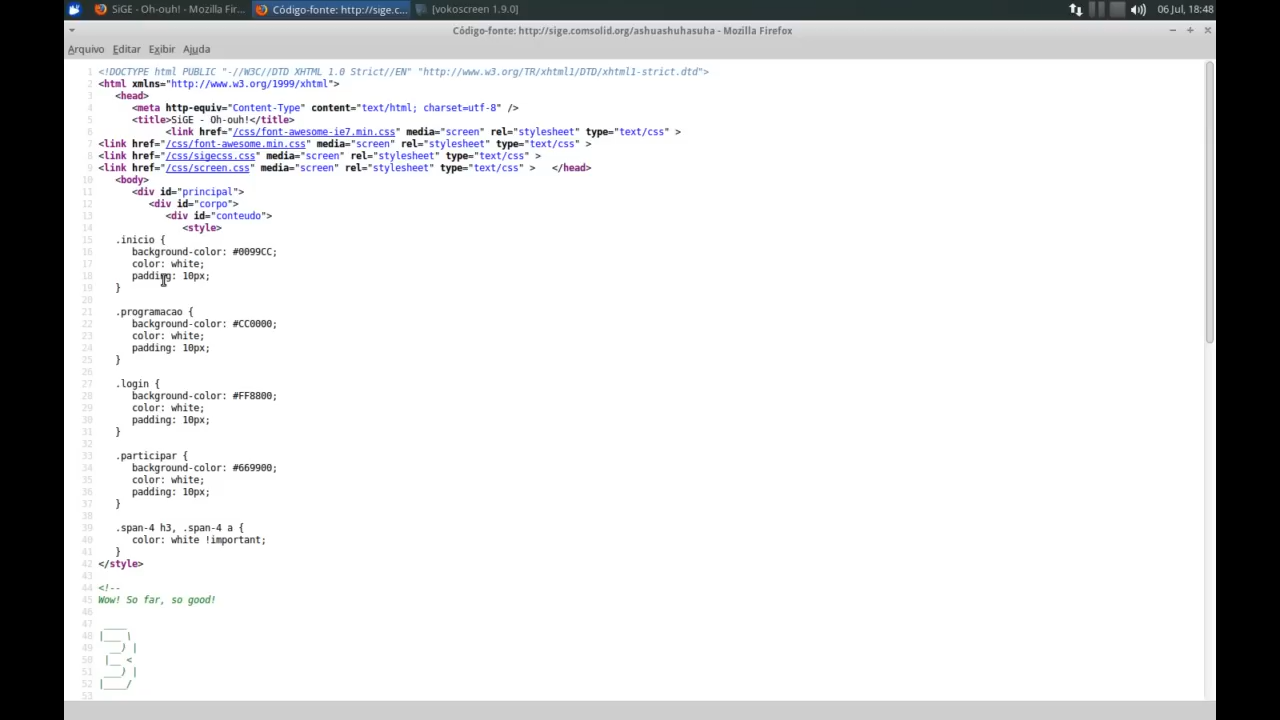 SiGE - Oh-ouh! - Mozilla Fir...
Código-fonte: http://sige.c...
[vokoscreen 1.9.0]
06 Jul, 18:48
Código-fonte: http://sige.comsolid.org/ashuashuhasuha - Mozilla Firefox
Arquivo Editar Exibir Ajuda
1 <!DOCTYPE html PUBLIC "-//W3C//DTD XHTML 1.0 Strict//EN" "http://www.w3.org/TR/xhtml1/DTD/xhtml1-strict.dtd">
2 <html xmlns="http://www.w3.org/1999/xhtml">
3 <head>
4 <meta http-equiv="Content-Type" content="text/html; charset=utf-8" />
5 <title>SiGE - Oh-ouh!</title>
6 <link href="/css/font-awesome-ie7.min.css" media="screen" rel="stylesheet" type="text/css" >
7 <link href="/css/font-awesome.min.css" media="screen" rel="stylesheet" type="text/css" >
8 <link href="/css/sigecss.css" media="screen" rel="stylesheet" type="text/css" >
9 <link href="/css/screen.css" media="screen" rel="stylesheet" type="text/css" > </head>
10 <body>
11 <div id="principal">
12 <div id="corpo">
13 <div id="conteudo">
14 <style>
15 .inicio {
16 background-color: #0099CC;
17 color: white;
18 padding: 10px;
19 }
20
21 .programacao {
22 background-color: #CC0000;
23 color: white;
24 padding: 10px;
25 }
26
27 .login {
28 background-color: #FF8800;
29 color: white;
30 padding: 10px;
31 }
32
33 .participar {
34 background-color: #669900;
35 color: white;
36 padding: 10px;
37 }
38
39 .span-4 h3, .span-4 a {
40 color: white !important;
41 }
42 </style>
43
44 <!--
45 Wow! So far, so good!
46
47 ____
48 |___ \
49 __) |
50 |__ <
51 ___) |
52 |____/
53